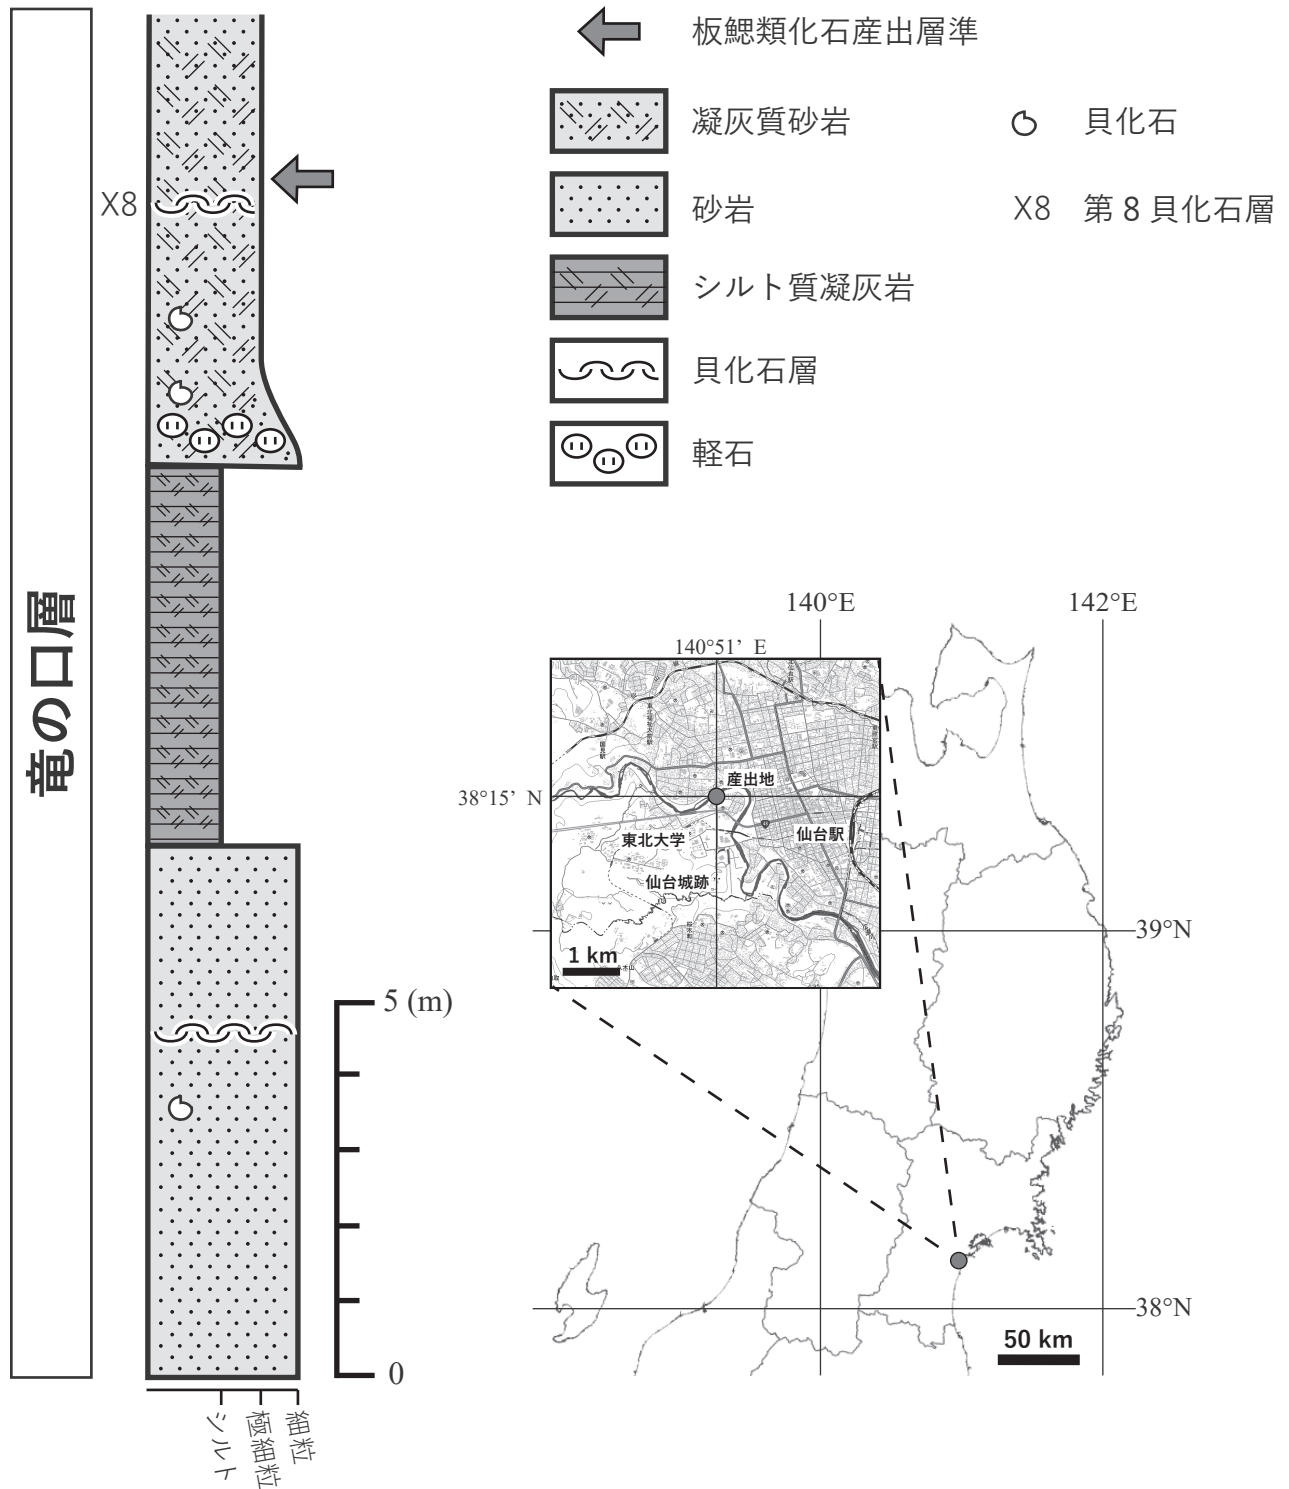 板鰓類化石産出層準
凝灰質砂岩
貝化石
X8
砂岩
X8 第 8 貝化石層
シルト質凝灰岩
貝化石層
軽石
竜の口層
140°E
142°E
140°51’ E
産出地
38°15’ N
東北大学
仙台駅
仙台城跡
39°N
1 km
5 (m)
38°N
50 km
0
シルト
極細粒
細粒